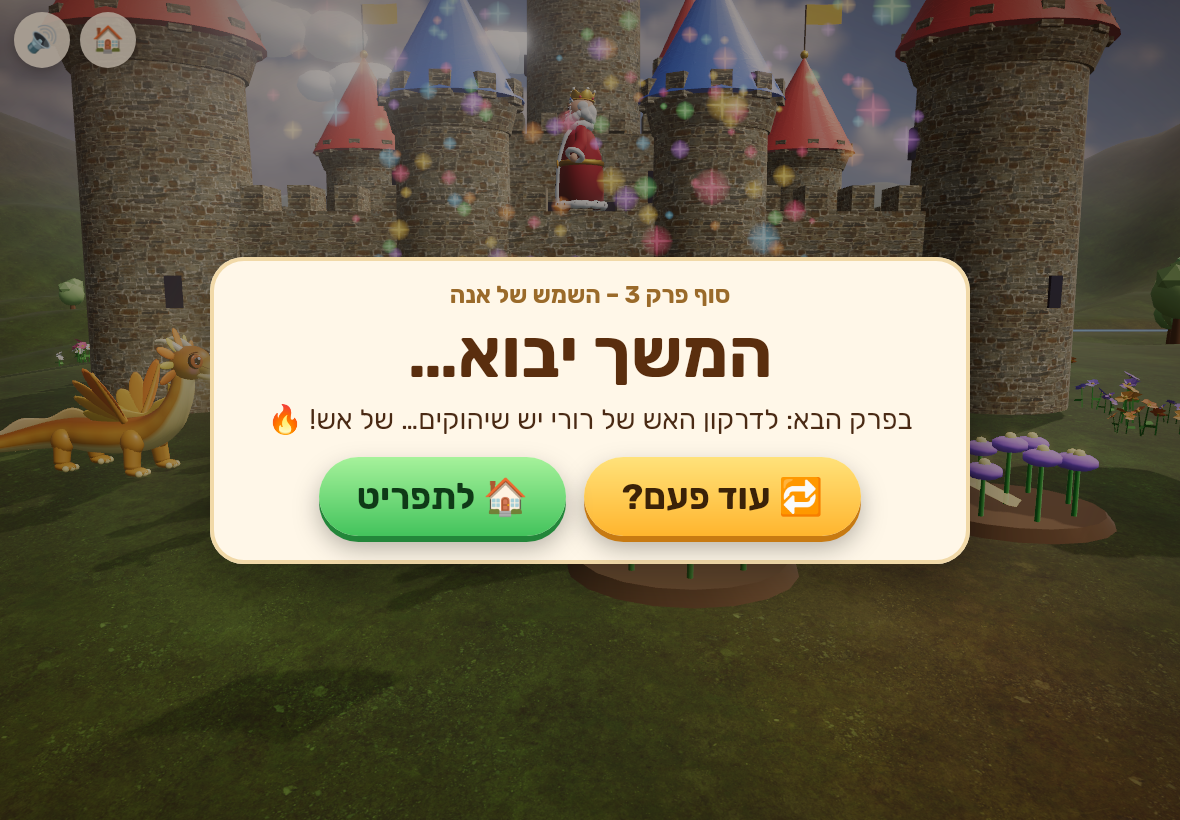 סוף פרק 3 – השמש של אנה
המשך יבוא...
בפרק הבא: לדרקון האש של רורי יש שיהוקים... של אש! 🔥
🔁 עוד פעם?
🏠 לתפריט